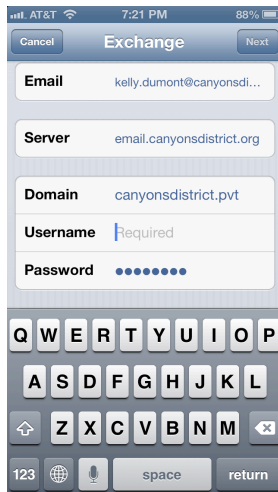 AT&T 7:21 PM 88%
Cancel Exchange Next
Email kelly.dumont@canyonsdi...
Server email.canyonsdistrict.org
Domain canyonsdistrict.pvt
Username Required
Password ●●●●●●●●
Q W E R T Y U I O P
A S D F G H J K L
Z X C V B N M
123 space return